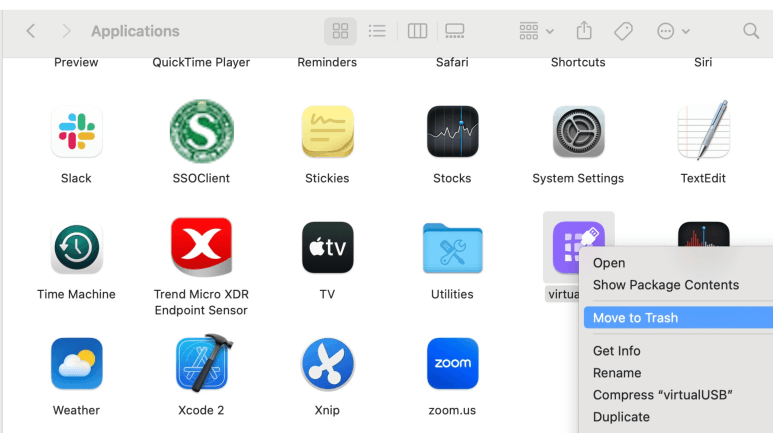 Applications
Preview
QuickTime Player
Reminders
Safari
Shortcuts
Siri
Slack
SSOClient
Stickies
Stocks
System Settings
TextEdit
S
tv
zoom
Time Machine
Trend Micro XDR
Endpoint Sensor
TV
Utilities
virtua
Weather
Xcode 2
Xnip
zoom.us
Open
Show Package Contents
Move to Trash
Get Info
Rename
Compress “virtualUSB”
Duplicate